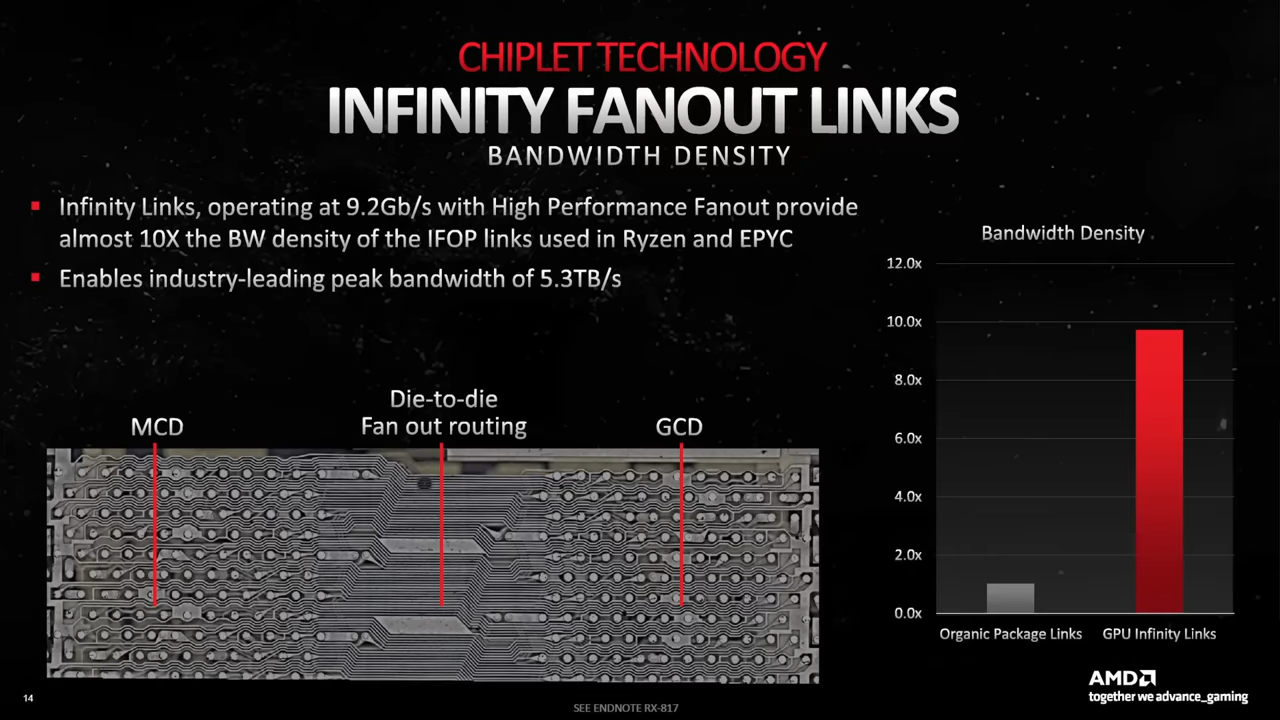 CHIPLET TECHNOLOGY
INFINITY FANOUT LINKS
BANDWIDTH DENSITY
Infinity Links, operating at 9.2Gb/s with High Performance Fanout provide
almost 10X the BW density of the IFOP links used in Ryzen and EPYC
Enables industry-leading peak bandwidth of 5.3TB/s
MCD
Die-to-die
Fan out routing
GCD
Bandwidth Density
12.0x
10.0x
8.0x
6.0x
4.0x
2.0x
0.0x
Organic Package Links
GPU Infinity Links
AMD
together we advance_gaming
14
SEE ENDNOTE RX-817